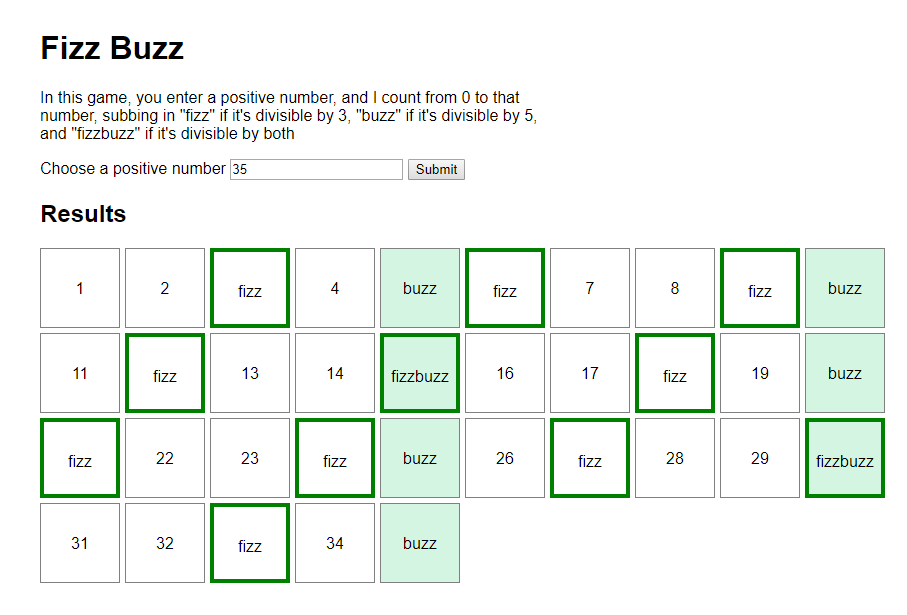 Fizz Buzz
In this game, you enter a positive number, and I count from 0 to that
number, subbing in "fizz" if it's divisible by 3, "buzz" if it's divisible by 5,
and "fizzbuzz" if it's divisible by both
Choose a positive number 35 Submit
Results
1 2 fizz 4 buzz fizz 7 8 fizz buzz
11 fizz 13 14 fizzbuzz 16 17 fizz 19 buzz
fizz 22 23 fizz buzz 26 fizz 28 29 fizzbuzz
31 32 fizz 34 buzz